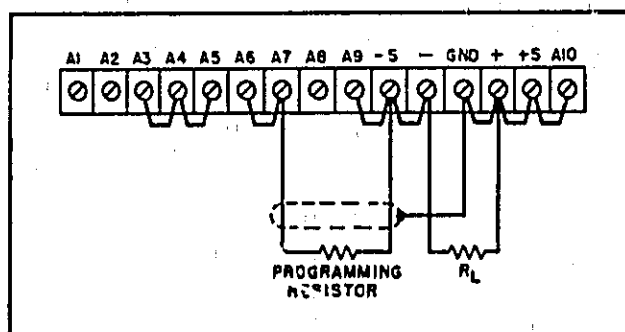 A1 A2 A3 A4 A5 A6 A7 A8 A9 -S - GND + +S A10
PROGRAMMING
RESISTOR
RL